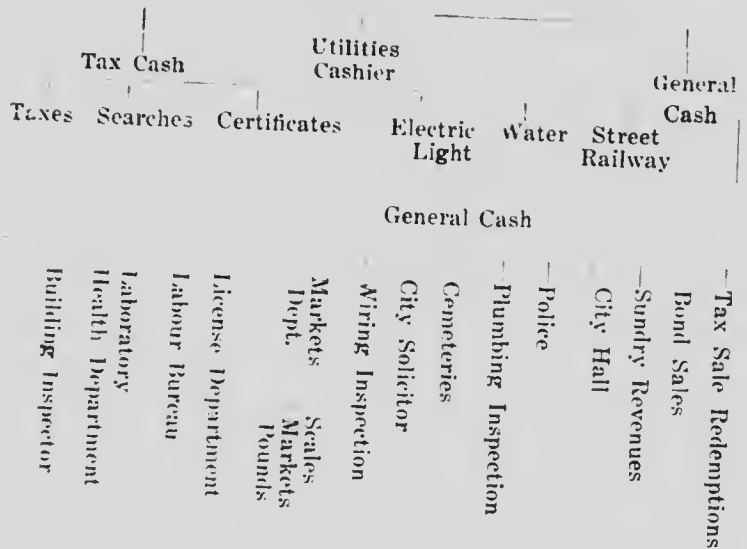 Tax Cash
Utilities
Cashier
General
Cash
Taxes
Searches
Certificates
Electric
Light
Water
Street
Railway
General Cash
Building Inspector
Health Department
Laboratory
Labour Bureau
License Department
Markets
Dept.
Scales
Markets
Pounds
Wiring Inspection
City Solicitor
Cemeteries
Plumbing Inspection
Police
City Hall
Sundry Revenues
Bond Sales
Tax Sale Redemptions